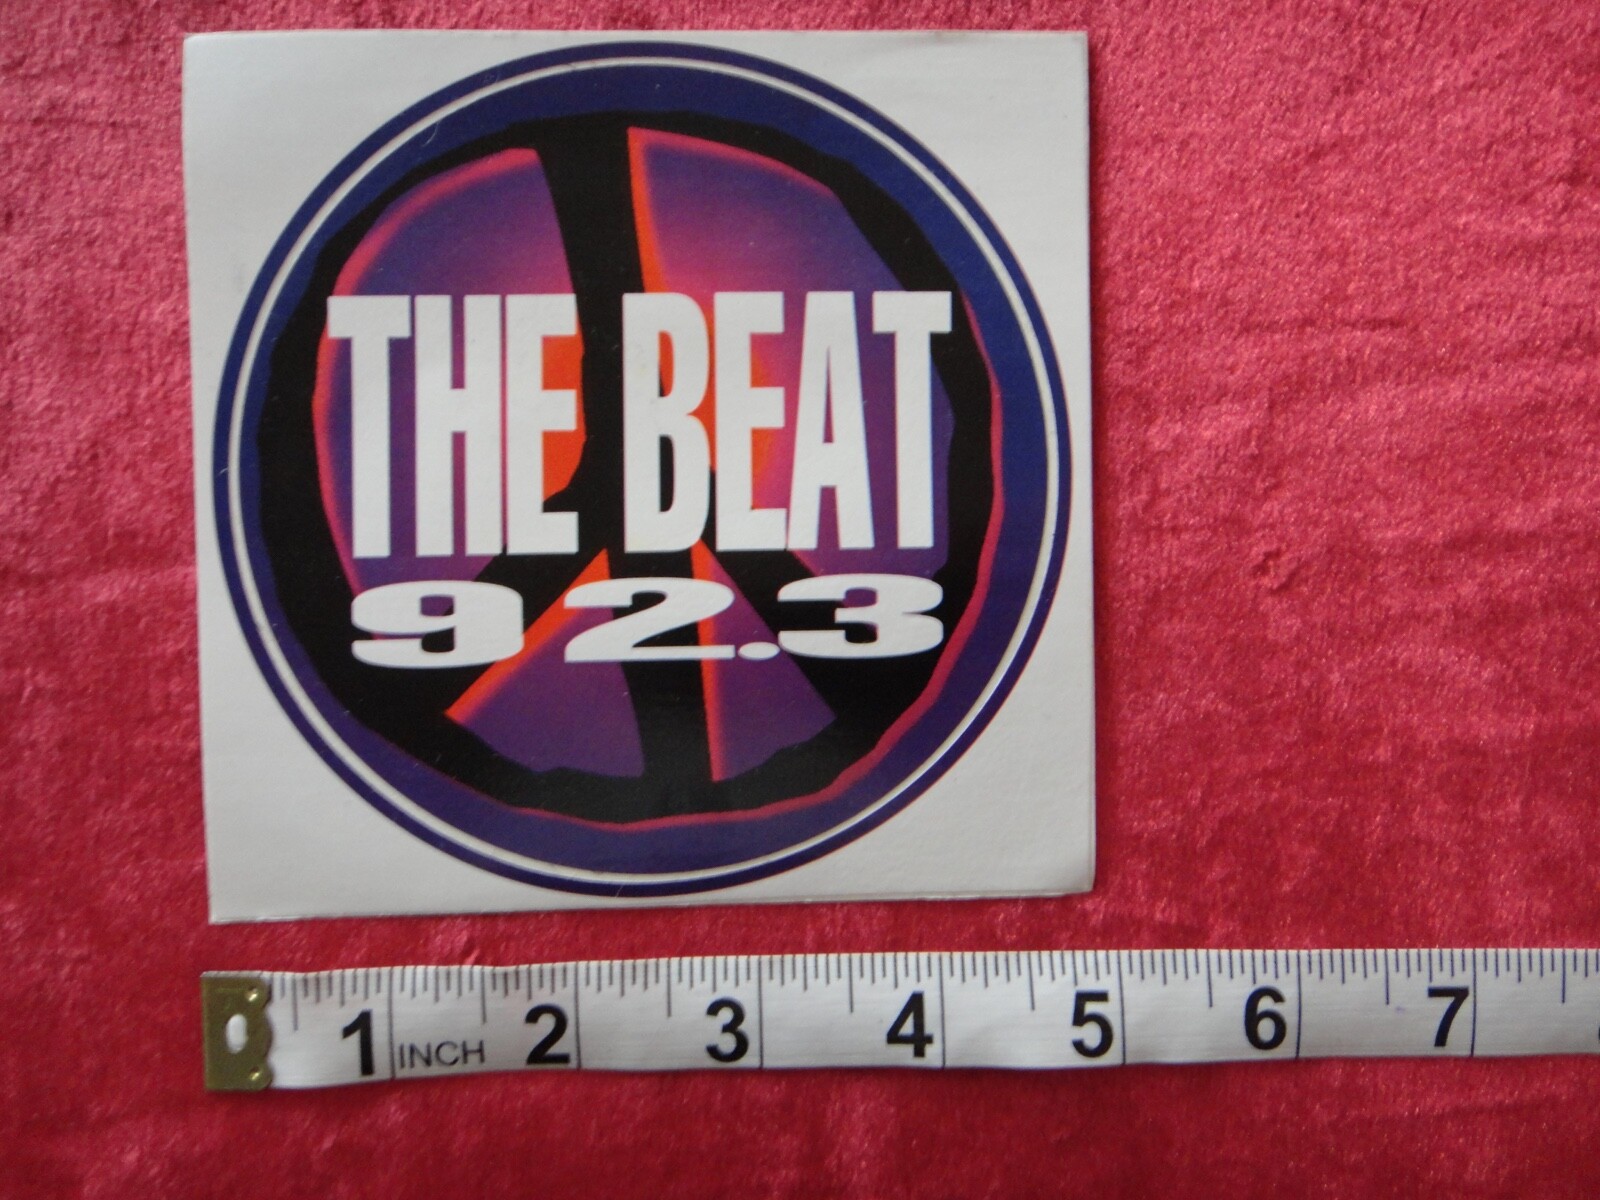 THE BEAT
92.3
1 INCH 2 3 4 5 6 7